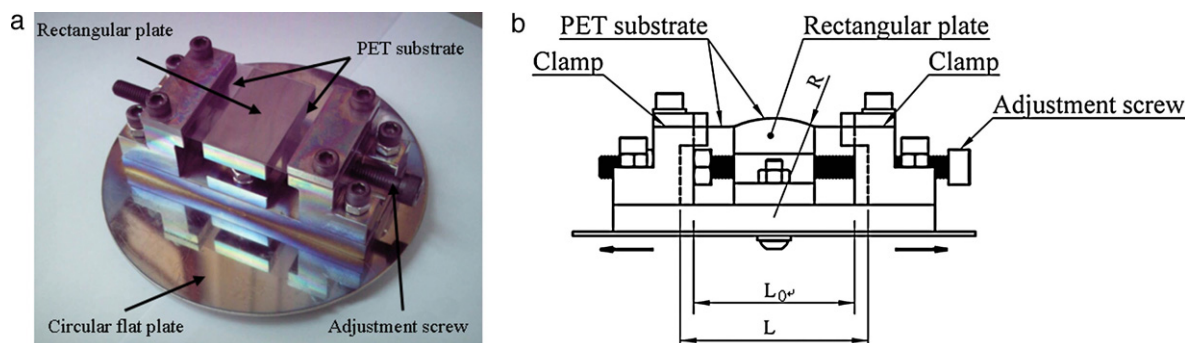 a
Rectangular plate
PET substrate
Circular flat plate
Adjustment screw
b
PET substrate
Rectangular plate
Clamp
R
Clamp
Adjustment screw
L₀↵
L